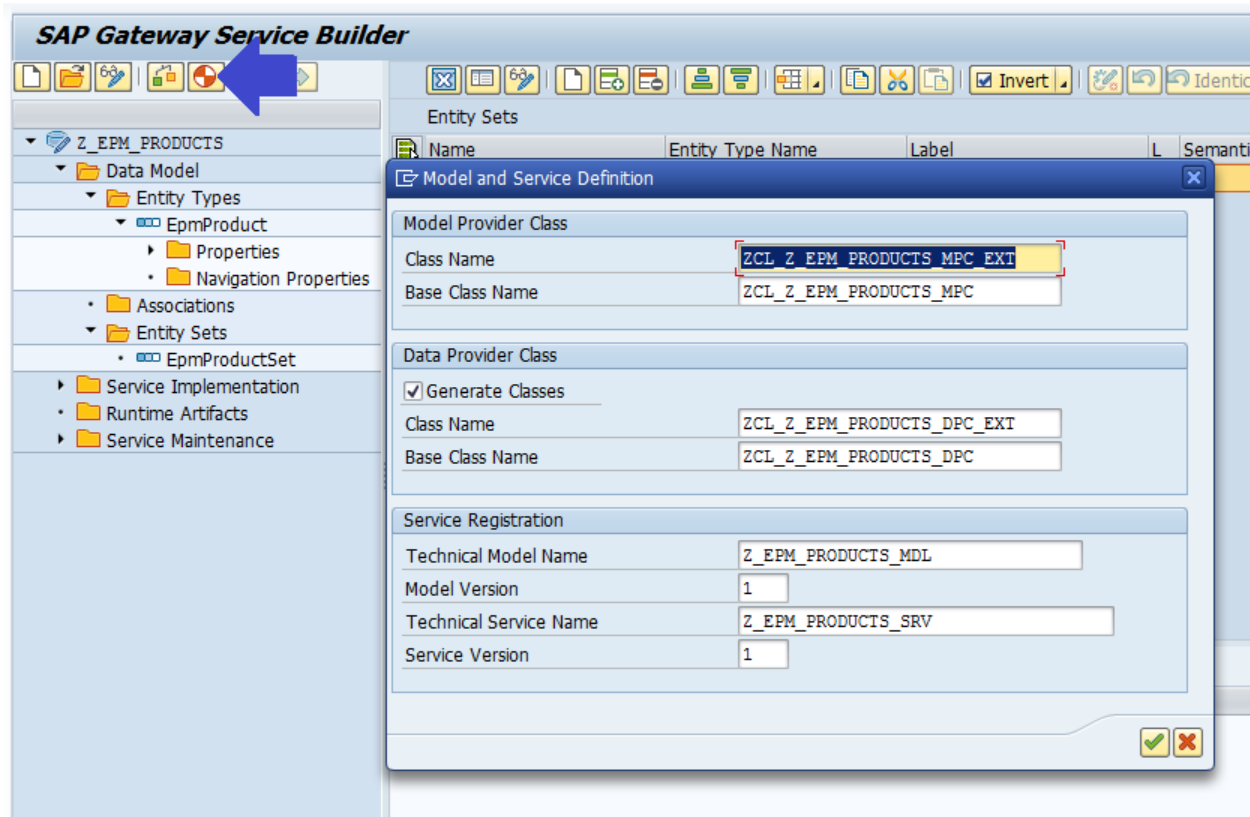 SAP Gateway Service Builder
Invert
Identic
Entity Sets
Name Entity Type Name Label L Semanti
Z_EPM_PRODUCTS
Data Model
Entity Types
EpmProduct
Properties
Navigation Properties
Associations
Entity Sets
EpmProductSet
Service Implementation
Runtime Artifacts
Service Maintenance
Model and Service Definition
Model Provider Class
Class Name ZCL_Z_EPM_PRODUCTS_MPC_EXT
Base Class Name ZCL_Z_EPM_PRODUCTS_MPC
Data Provider Class
Generate Classes
Class Name ZCL_Z_EPM_PRODUCTS_DPC_EXT
Base Class Name ZCL_Z_EPM_PRODUCTS_DPC
Service Registration
Technical Model Name Z_EPM_PRODUCTS_MDL
Model Version 1
Technical Service Name Z_EPM_PRODUCTS_SRV
Service Version 1